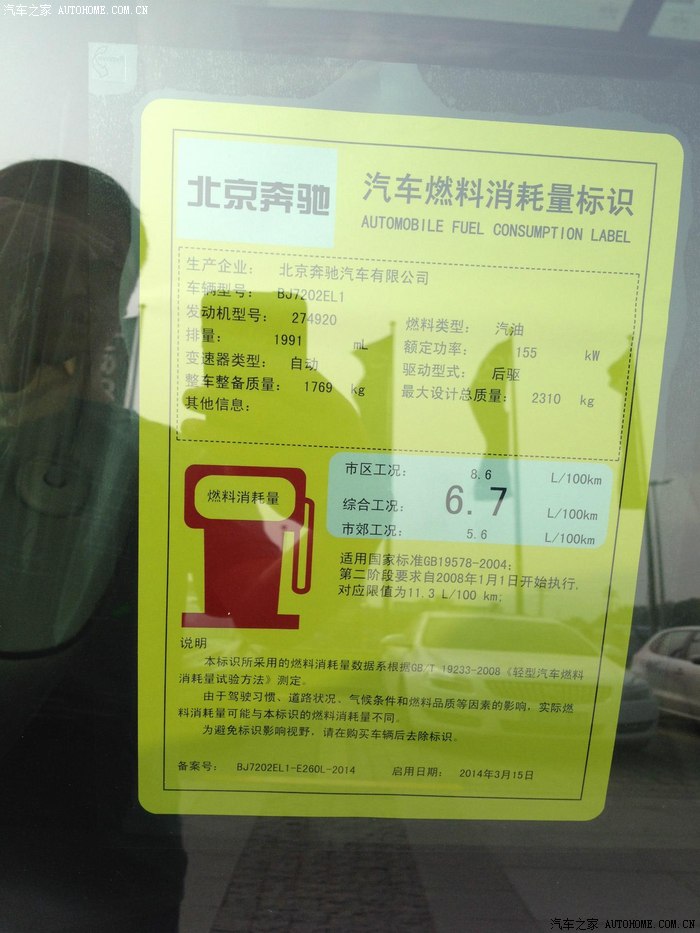 汽车之家 AUTOHOME.COM.CN
北京奔驰
汽车燃料消耗量标识
AUTOMOBILE FUEL CONSUMPTION LABEL
生产企业: 北京奔驰汽车有限公司
车辆型号: BJ7202EL1
发动机型号: 274920 燃料类型: 汽油
排量: 1991 mL 额定功率: 155 kW
变速器类型: 自动 驱动型式: 后驱
整车整备质量: 1769 kg 最大设计总质量: 2310 kg
其他信息:
燃料消耗量
市区工况: 8.6 L/100km
综合工况: 6.7 L/100km
市郊工况: 5.6 L/100km
适用国家标准GB19578-2004;
第二阶段要求自2008年1月1日开始执行,
对应限值为11.3 L/100 km;
说明
本标识所采用的燃料消耗量数据系根据GB/T 19233-2008《轻型汽车燃料
消耗量试验方法》测定。
由于驾驶习惯、道路状况、气候条件和燃料品质等因素的影响, 实际燃
料消耗量可能与本标识的燃料消耗量不同。
为避免标识影响视野, 请在购买车辆后去除标识。
备案号: BJ7202EL1-E260L-2014 启用日期: 2014年3月15日
汽车之家 AUTOHOME.COM.CN